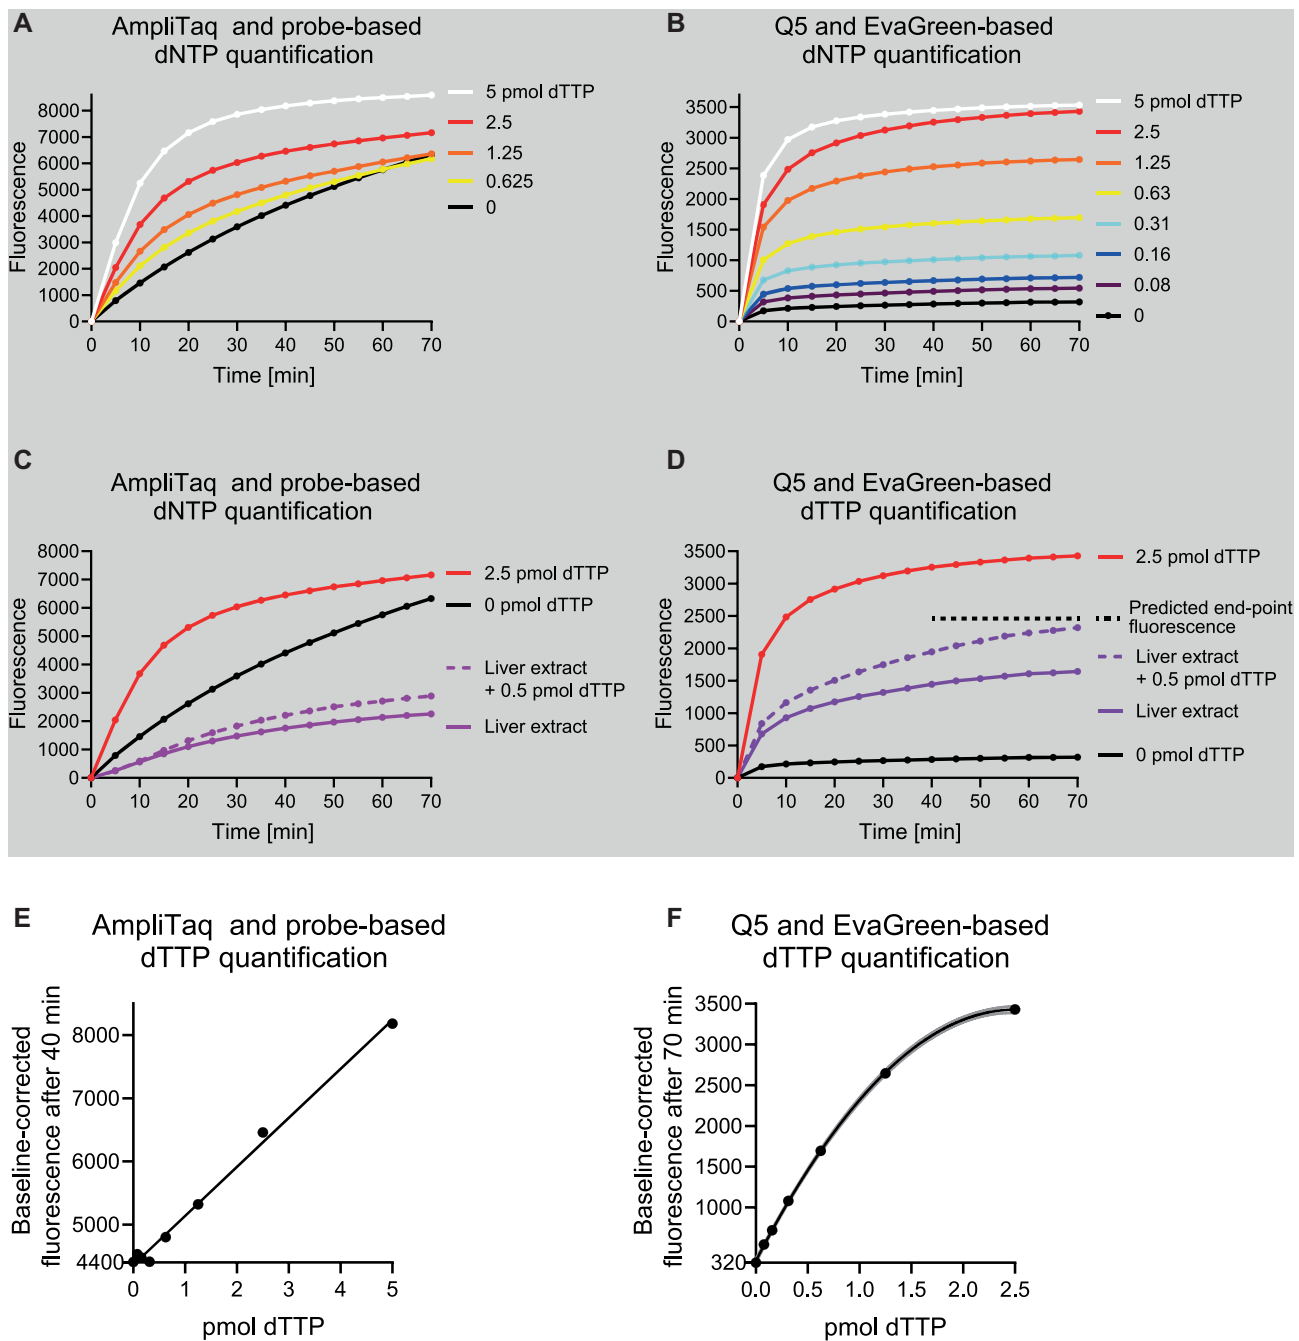 A
AmpliTaq and probe-based
dNTP quantification
Fluorescence
8000
7000
6000
5000
4000
3000
2000
1000
0
0 10 20 30 40 50 60 70
Time [min]
5 pmol dTTP
2.5
1.25
0.625
0
B
Q5 and EvaGreen-based
dNTP quantification
Fluorescence
3500
3000
2500
2000
1500
1000
500
0
0 10 20 30 40 50 60 70
Time [min]
5 pmol dTTP
2.5
1.25
0.63
0.31
0.16
0.08
0
C
AmpliTaq and probe-based
dNTP quantification
Fluorescence
8000
7000
6000
5000
4000
3000
2000
1000
0
0 10 20 30 40 50 60 70
Time [min]
2.5 pmol dTTP
0 pmol dTTP
Liver extract
+ 0.5 pmol dTTP
Liver extract
D
Q5 and EvaGreen-based
dTTP quantification
Fluorescence
3500
3000
2500
2000
1500
1000
500
0
0 10 20 30 40 50 60 70
Time [min]
2.5 pmol dTTP
Predicted end-point
fluorescence
Liver extract
+ 0.5 pmol dTTP
Liver extract
0 pmol dTTP
E
AmpliTaq and probe-based
dTTP quantification
Baseline-corrected
fluorescence after 40 min
8000
7000
6000
5000
4400
0 1 2 3 4 5
pmol dTTP
F
Q5 and EvaGreen-based
dTTP quantification
Baseline-corrected
fluorescence after 70 min
3500
3000
2500
2000
1500
1000
320
0.0 0.5 1.0 1.5 2.0 2.5
pmol dTTP